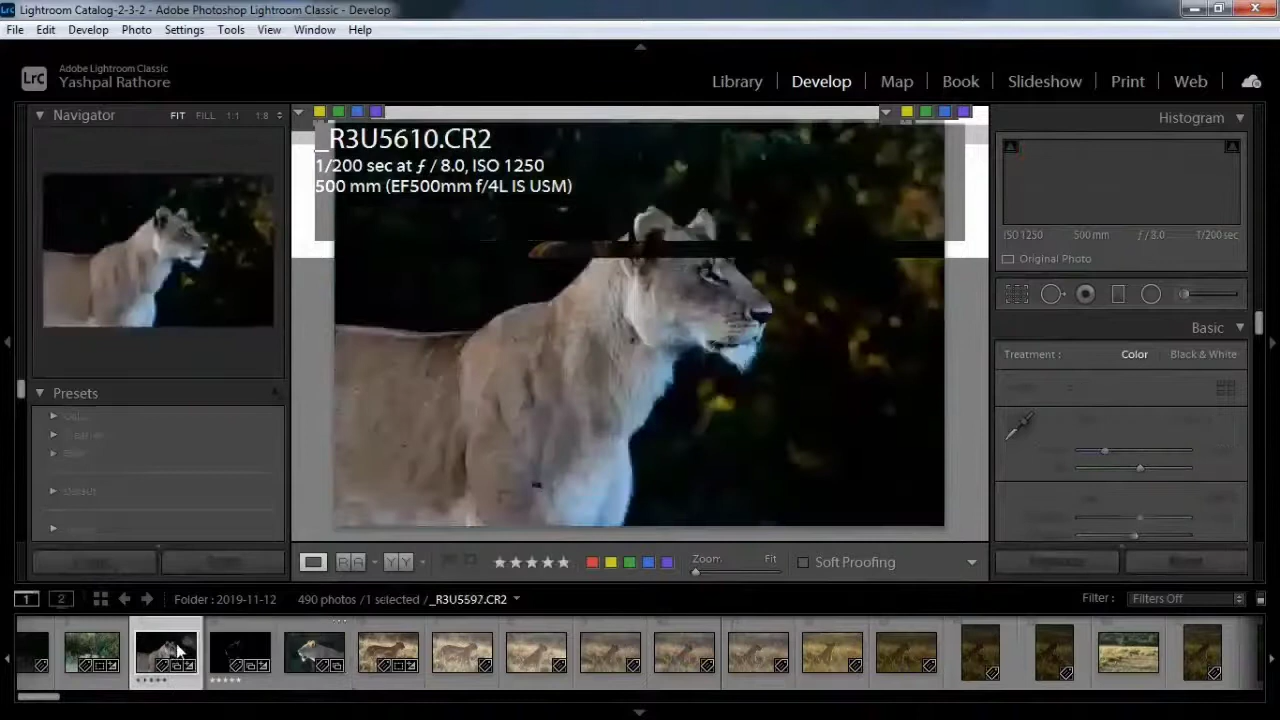 Lightroom Catalog-2-3-2 - Adobe Photoshop Lightroom Classic - Develop
File Edit Develop Photo Settings Tools View Window Help
Lrc
Adobe Lightroom Classic
Yashpal Rathore
Library Develop Map Book Slideshow Print Web
Navigator FIT FILL 1:1 1:8
_R3U5610.CR2
1/200 sec at ƒ / 8.0, ISO 1250
500 mm (EF500mm f/4L IS USM)
Histogram
ISO 1250 500 mm ƒ / 8.0 1/200 sec
Original Photo
Basic
Treatment : Color Black & White
Presets
Default
Zoom: Fit
Soft Proofing
1 2 Folder : 2019-11-12 490 photos /1 selected /_R3U5597.CR2
Filter : Filters Off